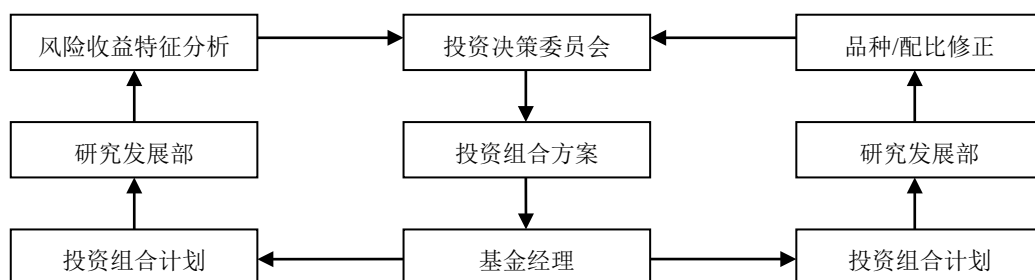 风险收益特征分析
投资决策委员会
品种/配比修正
研究发展部
投资组合方案
研究发展部
投资组合计划
基金经理
投资组合计划